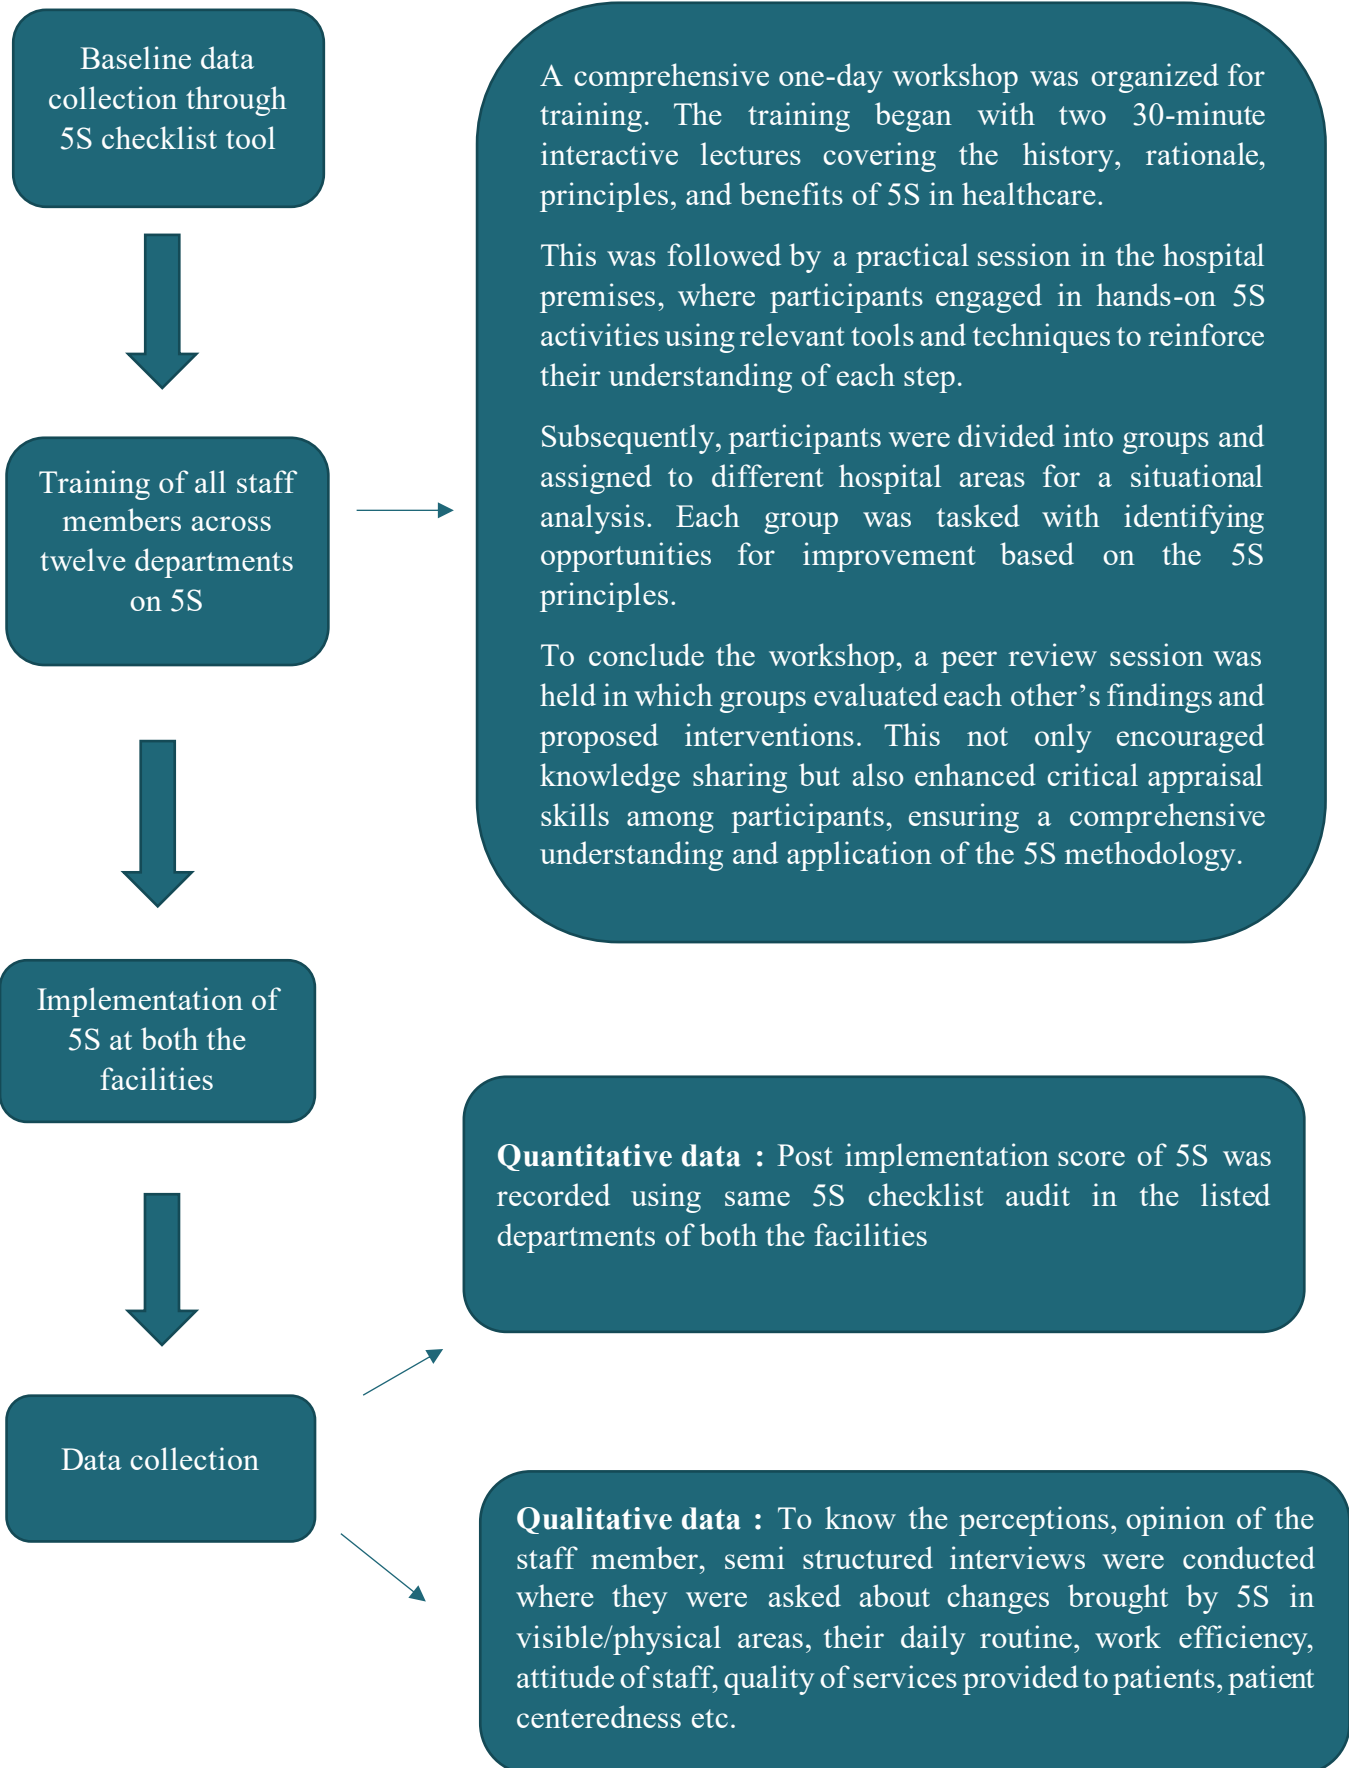 Baseline data
collection through
5S checklist tool
A comprehensive one-day workshop was organized for
training. The training began with two 30-minute
interactive lectures covering the history, rationale,
principles, and benefits of 5S in healthcare.
This was followed by a practical session in the hospital
premises, where participants engaged in hands-on 5S
activities using relevant tools and techniques to reinforce
their understanding of each step.
Subsequently, participants were divided into groups and
assigned to different hospital areas for a situational
analysis. Each group was tasked with identifying
opportunities for improvement based on the 5S
principles.
To conclude the workshop, a peer review session was
held in which groups evaluated each other’s findings and
proposed interventions. This not only encouraged
knowledge sharing but also enhanced critical appraisal
skills among participants, ensuring a comprehensive
understanding and application of the 5S methodology.
Training of all staff
members across
twelve departments
on 5S
Implementation of
5S at both the
facilities
Quantitative data : Post implementation score of 5S was
recorded using same 5S checklist audit in the listed
departments of both the facilities
Data collection
Qualitative data : To know the perceptions, opinion of the
staff member, semi structured interviews were conducted
where they were asked about changes brought by 5S in
visible/physical areas, their daily routine, work efficiency,
attitude of staff, quality of services provided to patients, patient
centeredness etc.